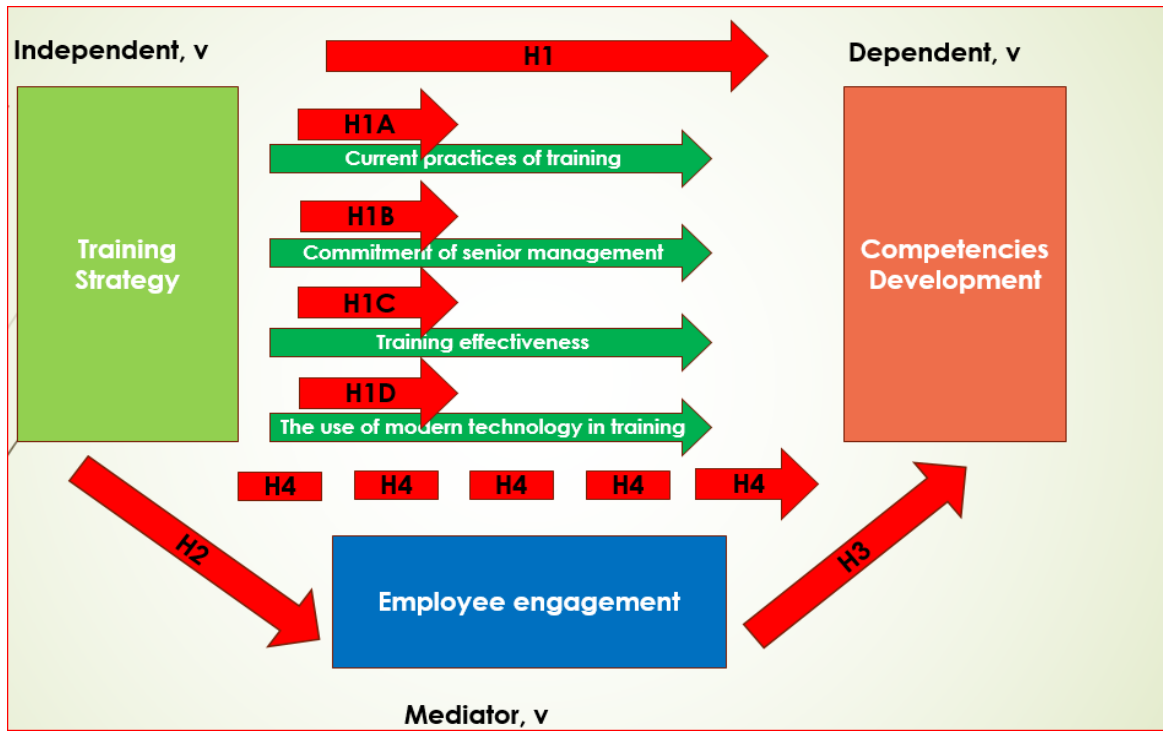 Independent, v
H1
Dependent, v
H1A
Current practices of training
H1B
Commitment of senior management
Training
Strategy
Competencies
Development
H1C
Training effectiveness
H1D
The use of modern technology in training
H4 H4 H4 H4 H4
H2
H3
Employee engagement
Mediator, v